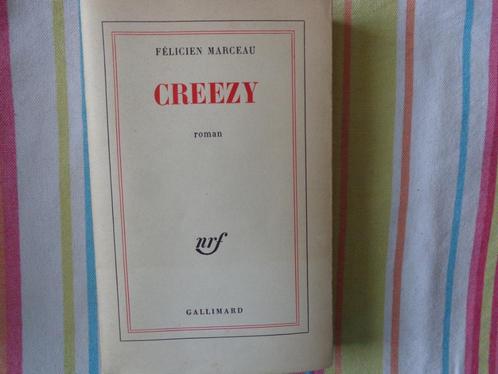 FÉLICIEN MARCEAU
CREEZY
roman
nrf
GALLIMARD